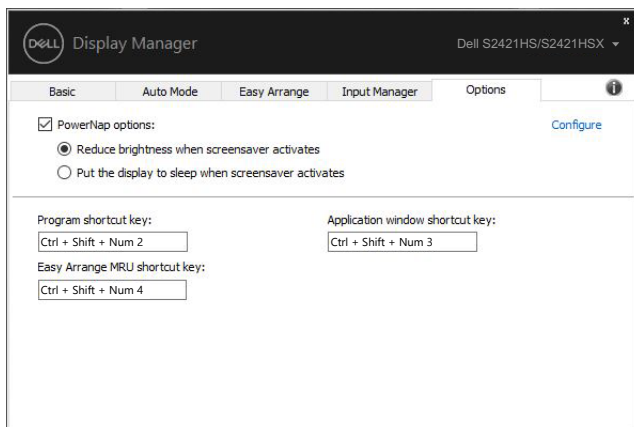 x
DELL Display Manager Dell S2421HS/S2421HSX
Basic Auto Mode Easy Arrange Input Manager Options i
PowerNap options: Configure
Reduce brightness when screensaver activates
Put the display to sleep when screensaver activates
Program shortcut key: Application window shortcut key:
Ctrl + Shift + Num 2 Ctrl + Shift + Num 3
Easy Arrange MRU shortcut key:
Ctrl + Shift + Num 4